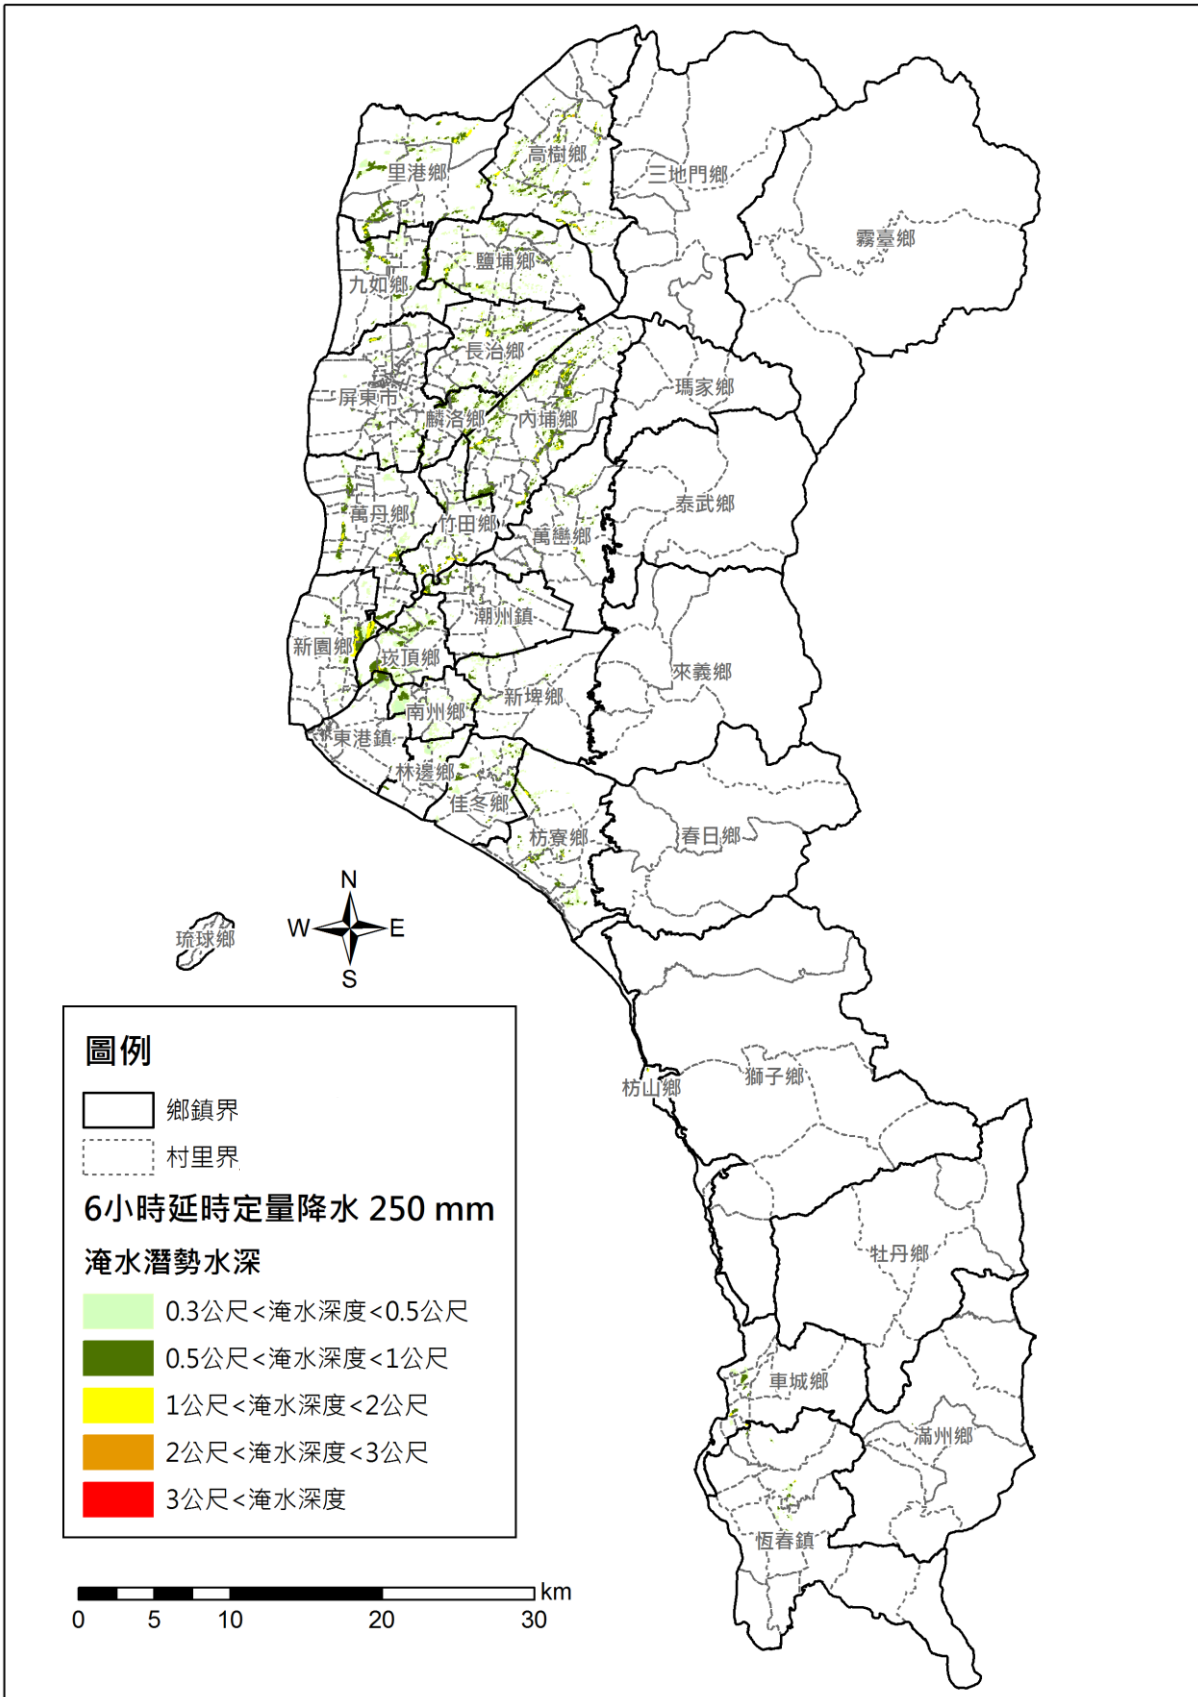 高樹鄉
三地門鄉
里港鄉
霧臺鄉
鹽埔鄉
九如鄉
長治鄉
瑪家鄉
屏東市
麟洛鄉
內埔鄉
泰武鄉
萬丹鄉
竹田鄉
萬巒鄉
潮州鎮
新園鄉
崁頂鄉
來義鄉
新埤鄉
南州鄉
東港鎮
林邊鄉
佳冬鄉
枋寮鄉
春日鄉
N
W
E
S
琉球鄉
獅子鄉
枋山鄉
牡丹鄉
車城鄉
滿州鄉
恆春鎮
圖例
鄉鎮界
村里界
6小時延時定量降水 250 mm
淹水潛勢水深
0.3公尺<淹水深度<0.5公尺
0.5公尺<淹水深度<1公尺
1公尺<淹水深度<2公尺
2公尺<淹水深度<3公尺
3公尺<淹水深度
km
0 5 10 20 30